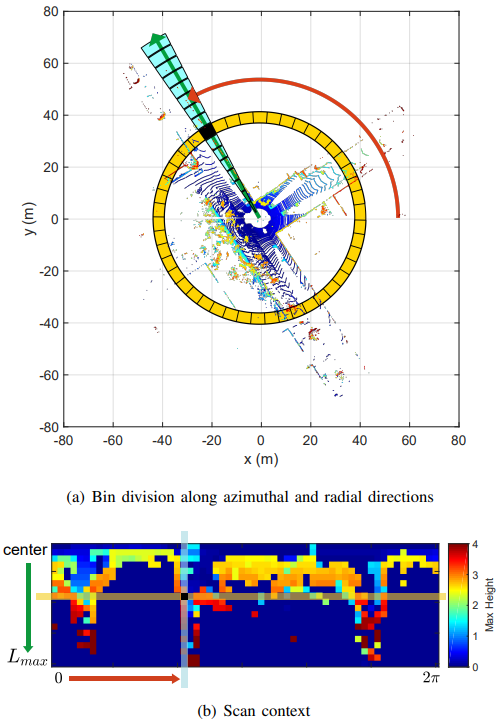 80
60
40
20
0
-20
-40
-60
-80
y (m)
-80 -60 -40 -20 0 20 40 60 80
x (m)
(a) Bin division along azimuthal and radial directions
center
L_max
0
2π
4
3
2
1
0
Max Height
(b) Scan context